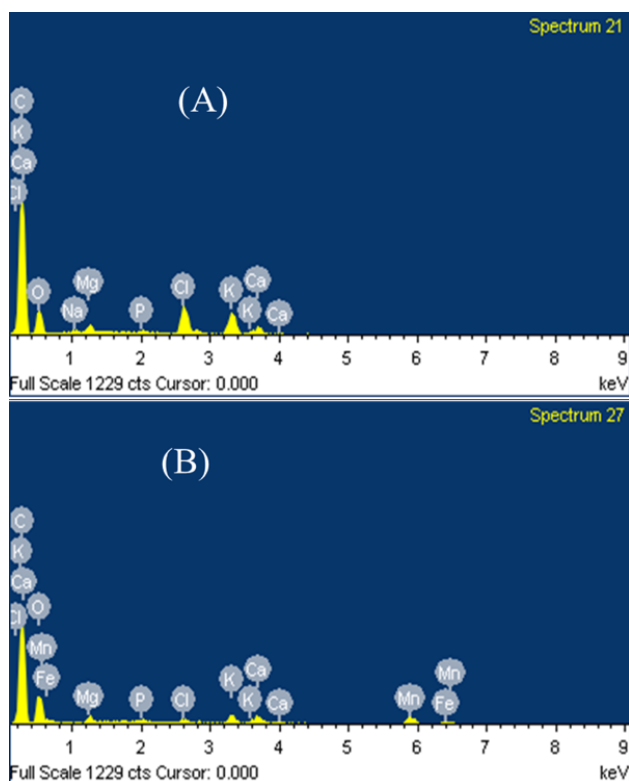 Spectrum 21
(A)
C
K
Ca
Cl
O
Na
Mg
P
Cl
K
K
Ca
Ca
1 2 3 4 5 6 7 8 9
Full Scale 1229 cts Cursor: 0.000 keV
Spectrum 27
(B)
C
K
Ca
Cl
O
Mn
Fe
Mg
P
Cl
K
K
Ca
Ca
Mn
Mn
Fe
1 2 3 4 5 6 7 8 9
Full Scale 1229 cts Cursor: 0.000 keV